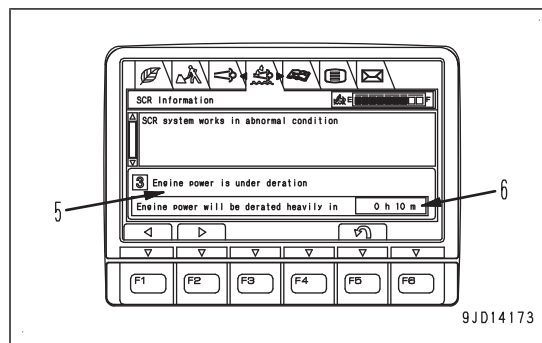 SCR Information
E F
SCR system works in abnormal condition
3 Engine power is under deration
Engine power will be derated heavily in 0 h 10 m
5
6
F1 F2 F3 F4 F5 F6
9JD14173